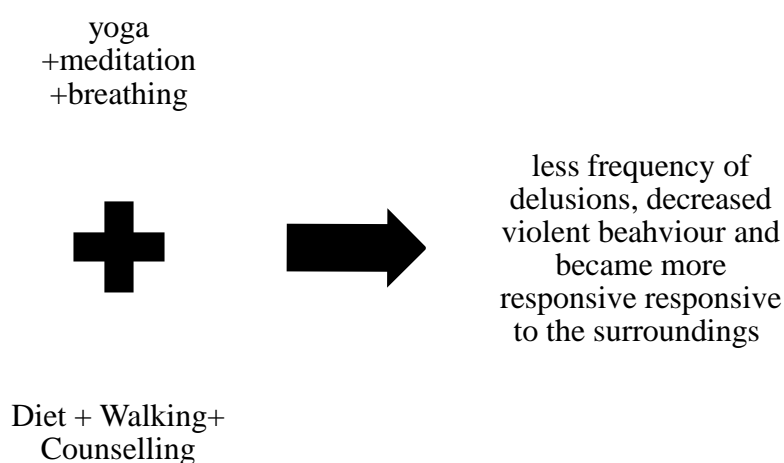 yoga
+meditation
+breathing
less frequency of
delusions, decreased
violent beahviour and
became more
responsive responsive
to the surroundings
Diet + Walking+
Counselling